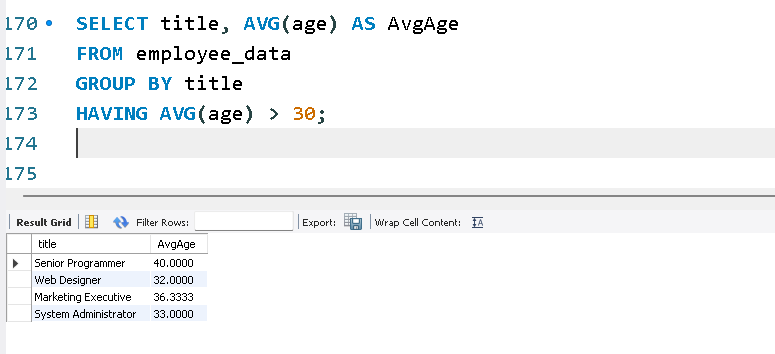 170 SELECT title, AVG(age) AS AvgAge
171 FROM employee_data
172 GROUP BY title
173 HAVING AVG(age) > 30;
174
175
Result Grid Filter Rows: Export: Wrap Cell Content: IA
title AvgAge
Senior Programmer 40.0000
Web Designer 32.0000
Marketing Executive 36.3333
System Administrator 33.0000